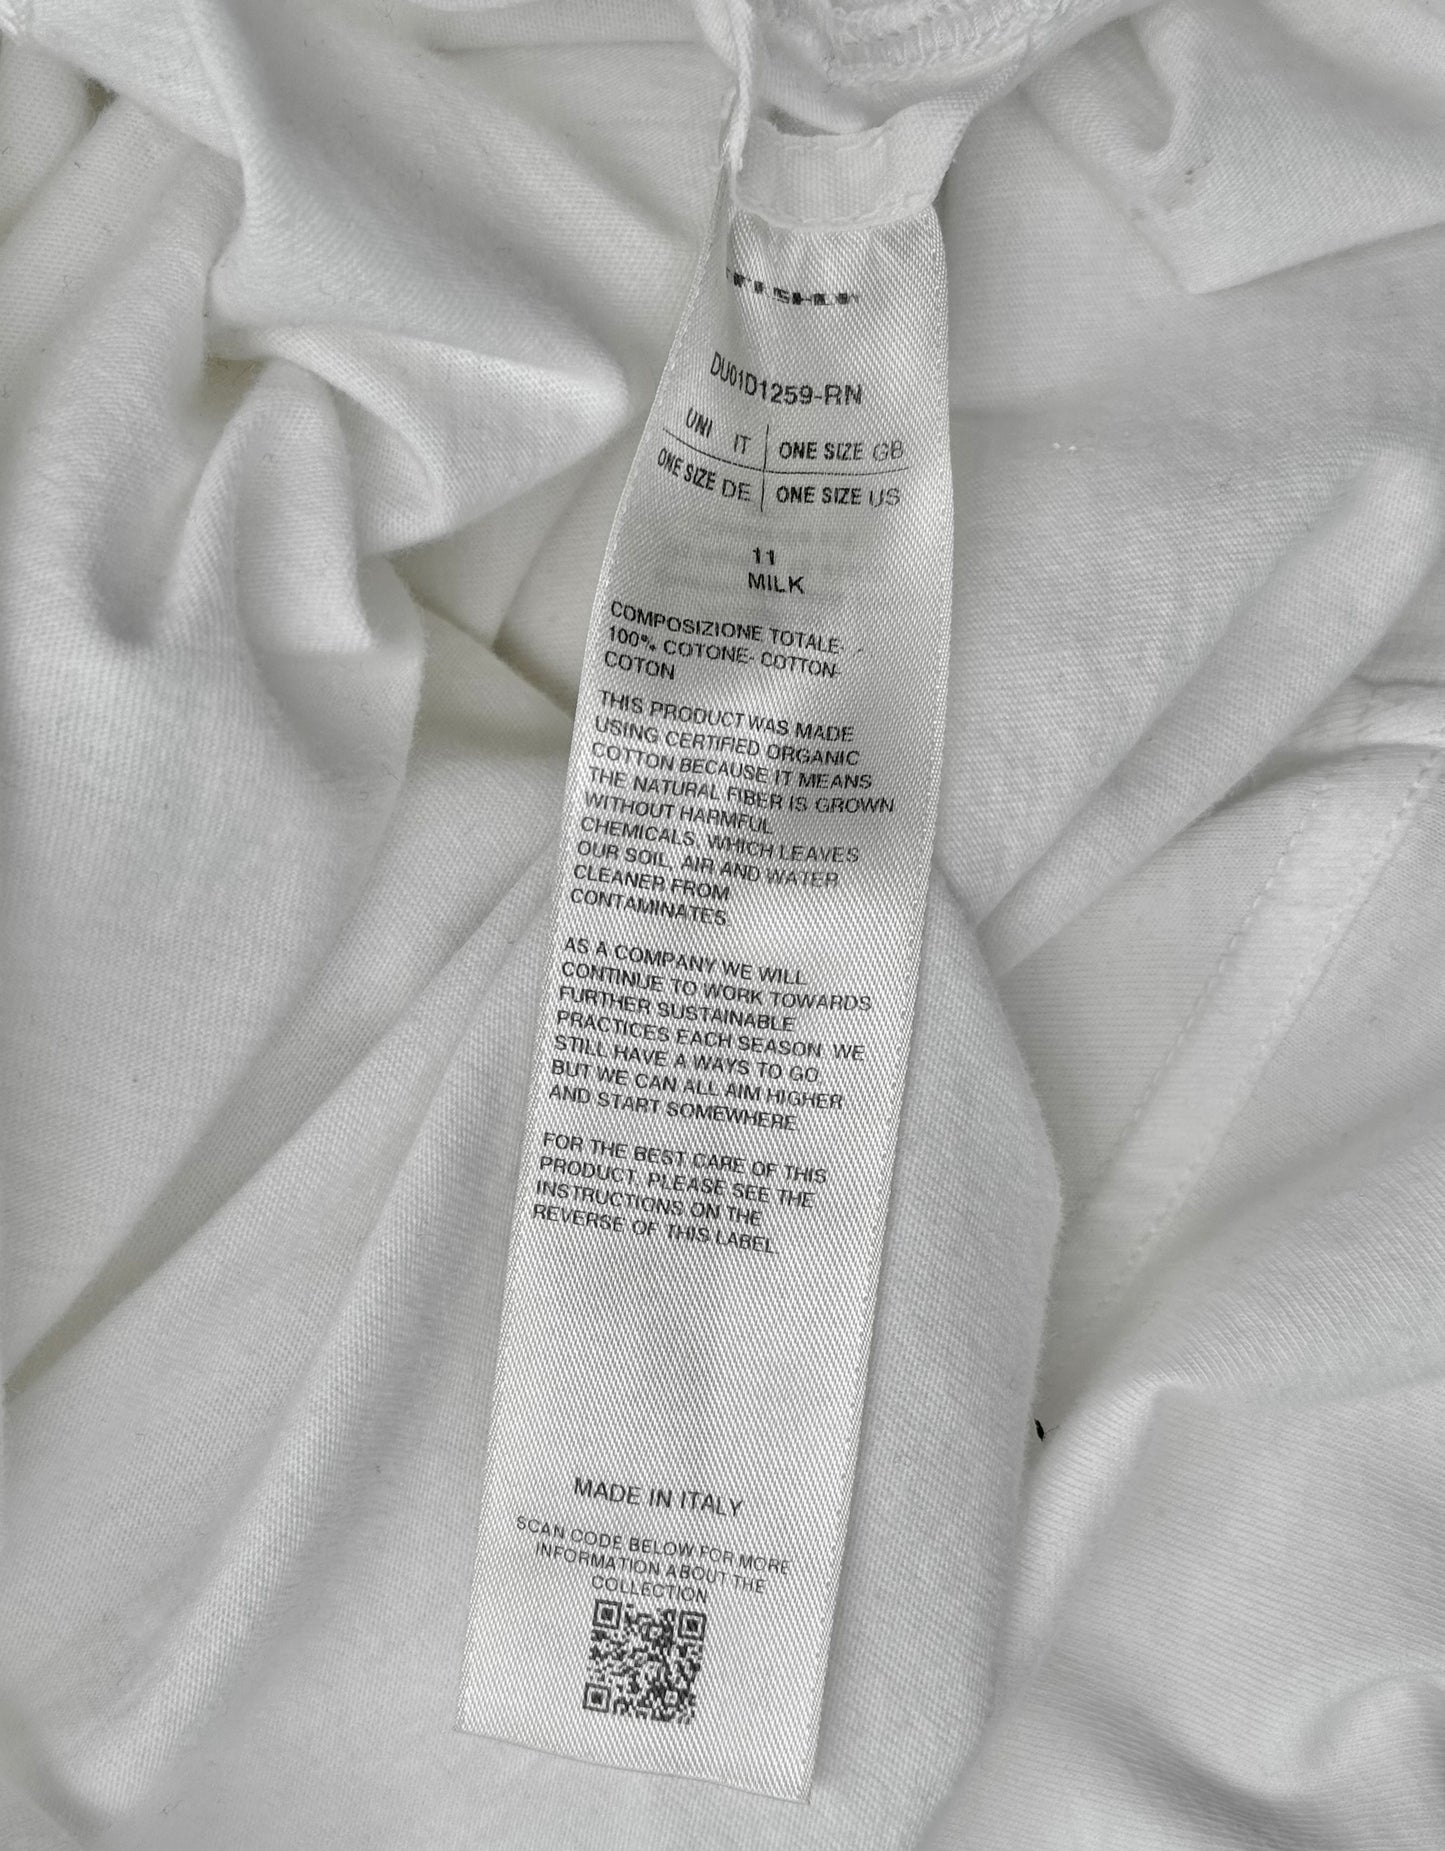 DU01D1259-RN
UNI IT | ONE SIZE GB
ONE SIZE DE | ONE SIZE US
11
MILK
COMPOSIZIONE TOTALE-
100% COTONE- COTTON-
COTON
THIS PRODUCT WAS MADE
USING CERTIFIED ORGANIC
COTTON BECAUSE IT MEANS
THE NATURAL FIBER IS GROWN
WITHOUT HARMFUL
CHEMICALS, WHICH LEAVES
OUR SOIL, AIR AND WATER
CLEANER FROM
CONTAMINATES.
AS A COMPANY WE WILL
CONTINUE TO WORK TOWARDS
FURTHER SUSTAINABLE
PRACTICES EACH SEASON. WE
STILL HAVE A WAYS TO GO
BUT WE CAN ALL AIM HIGHER
AND START SOMEWHERE.
FOR THE BEST CARE OF THIS
PRODUCT, PLEASE SEE THE
INSTRUCTIONS ON THE
REVERSE OF THIS LABEL.
MADE IN ITALY
SCAN CODE BELOW FOR MORE
INFORMATION ABOUT THE
COLLECTION